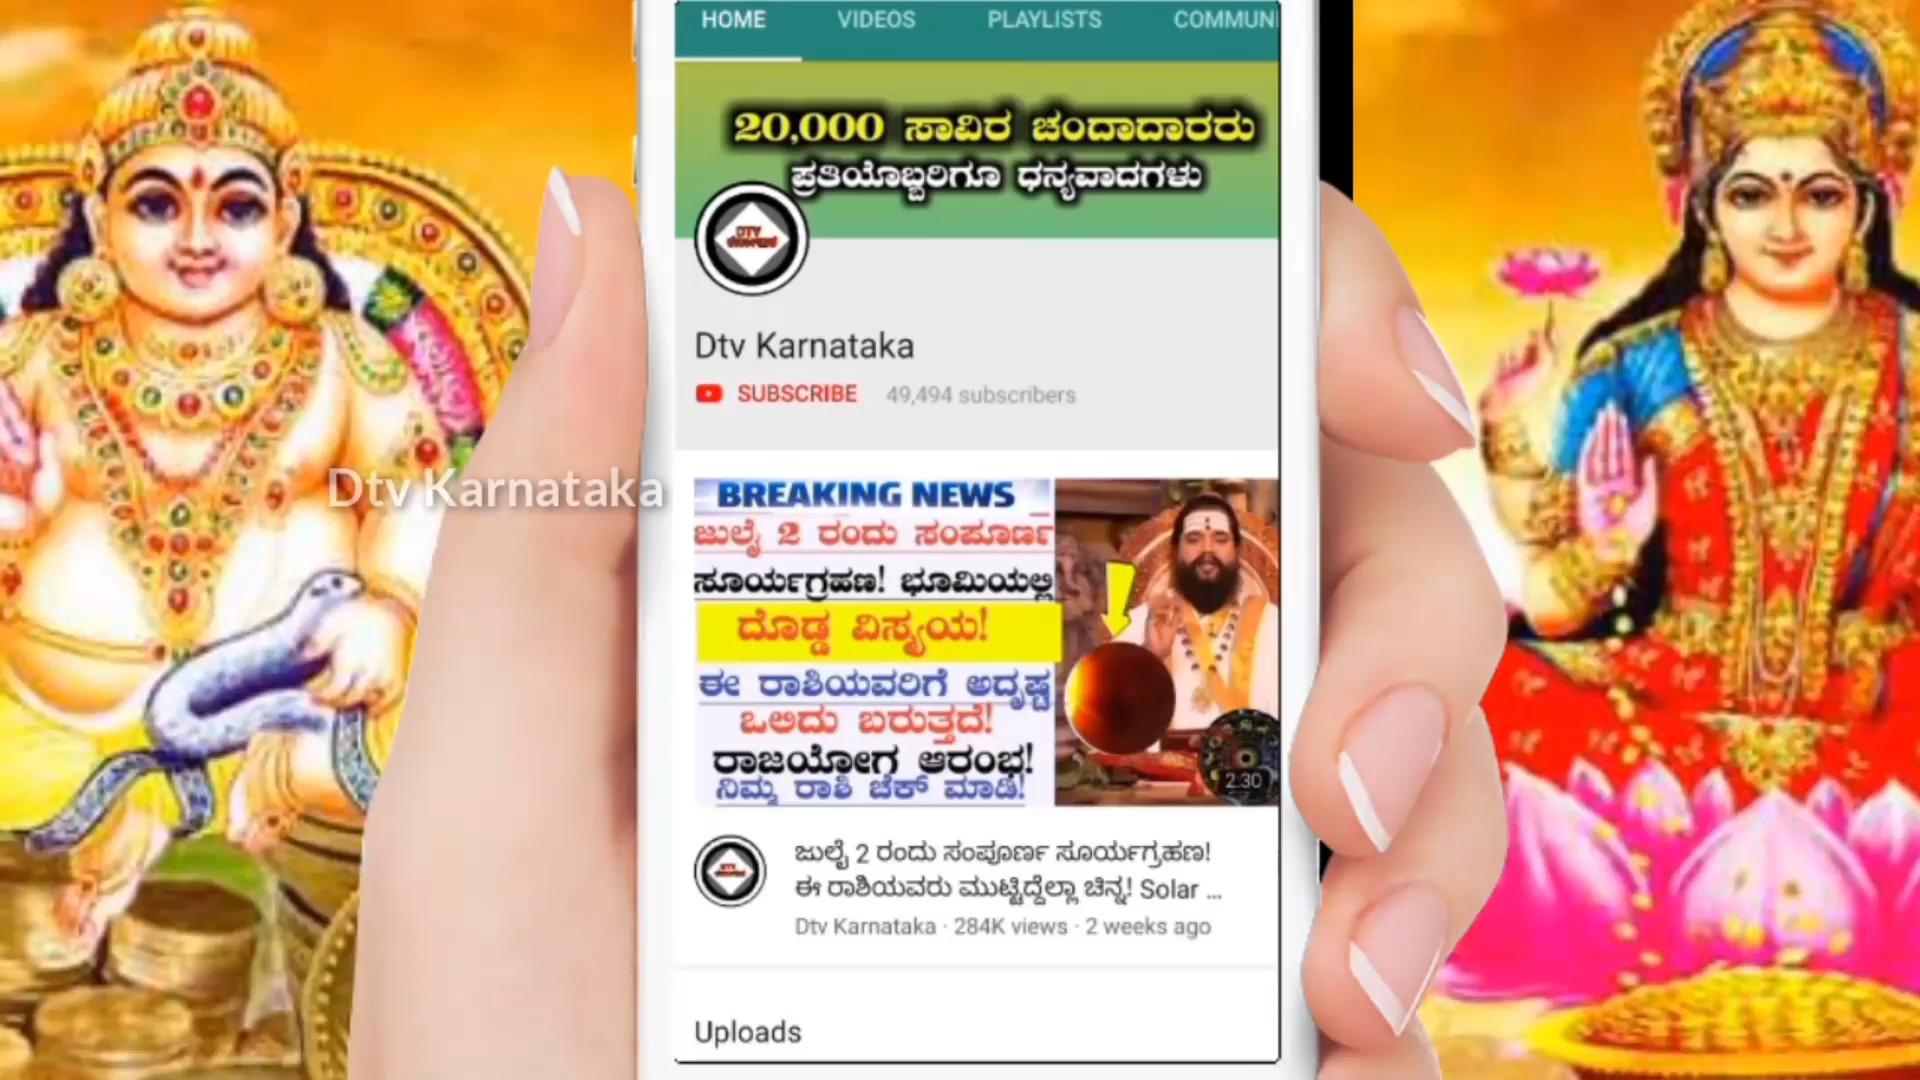 HOME VIDEOS PLAYLISTS COMMUNI
20,000 ಸಾವಿರ ಚಂದಾದಾರರು
ಪ್ರತಿಯೊಬ್ಬರಿಗೂ ಧನ್ಯವಾದಗಳು
DTV
Dtv Karnataka
SUBSCRIBE 49,494 subscribers
Dtv Karnataka
BREAKING NEWS
ಜುಲೈ 2 ರಂದು ಸಂಪೂರ್ಣ
ಸೂರ್ಯಗ್ರಹಣ! ಭೂಮಿಯಲ್ಲಿ
ದೊಡ್ಡ ವಿಸ್ಮಯ!
ಈ ರಾಶಿಯವರಿಗೆ ಅದೃಷ್ಟ
ಒಲಿದು ಬರುತ್ತದೆ!
ರಾಜಯೋಗ ಆರಂಭ!
ನಿಮ್ಮ ರಾಶಿ ಚೆಕ್ ಮಾಡಿ!
2:30
ಜುಲೈ 2 ರಂದು ಸಂಪೂರ್ಣ ಸೂರ್ಯಗ್ರಹಣ!
ಈ ರಾಶಿಯವರು ಮುಟ್ಟಿದ್ದೆಲ್ಲಾ ಚಿನ್ನ! Solar ...
Dtv Karnataka · 284K views · 2 weeks ago
Uploads